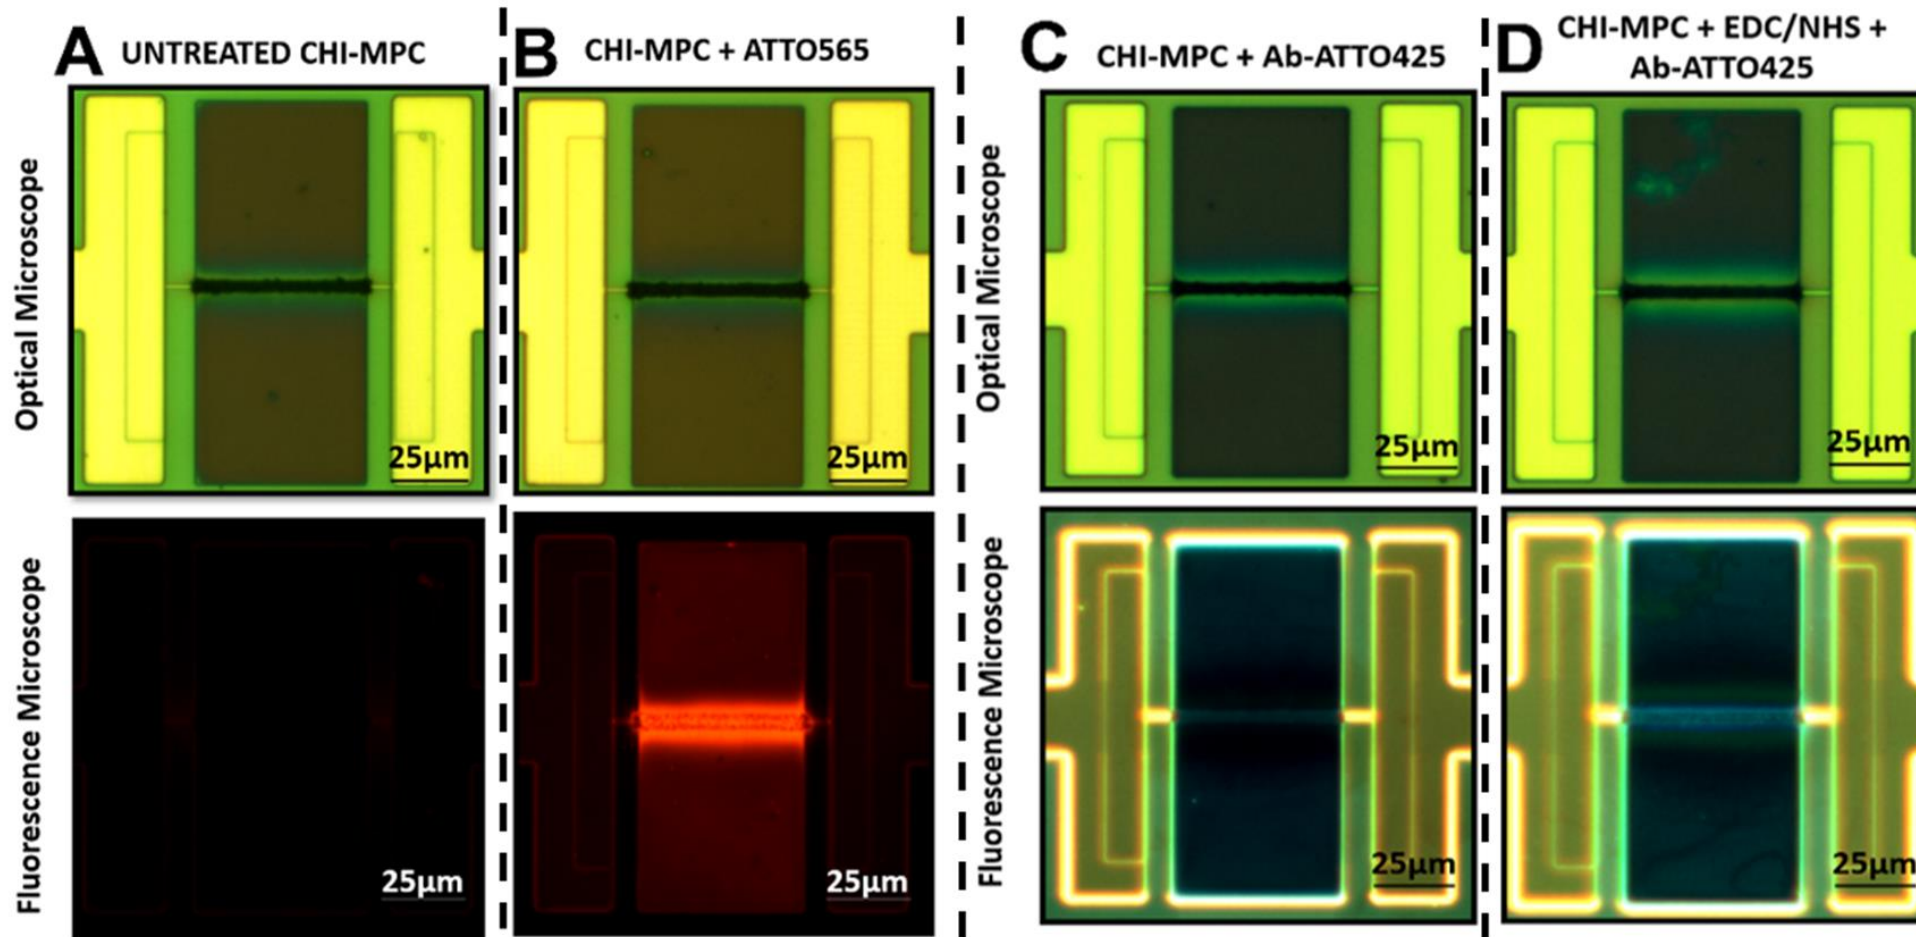 A
UNTREATED CHI-MPC
B
CHI-MPC + ATTO565
C
CHI-MPC + Ab-ATTO425
D
CHI-MPC + EDC/NHS +
Ab-ATTO425
Optical Microscope
25µm
25µm
Optical Microscope
25µm
25µm
Fluorescence Microscope
25µm
25µm
Fluorescence Microscope
25µm
25µm